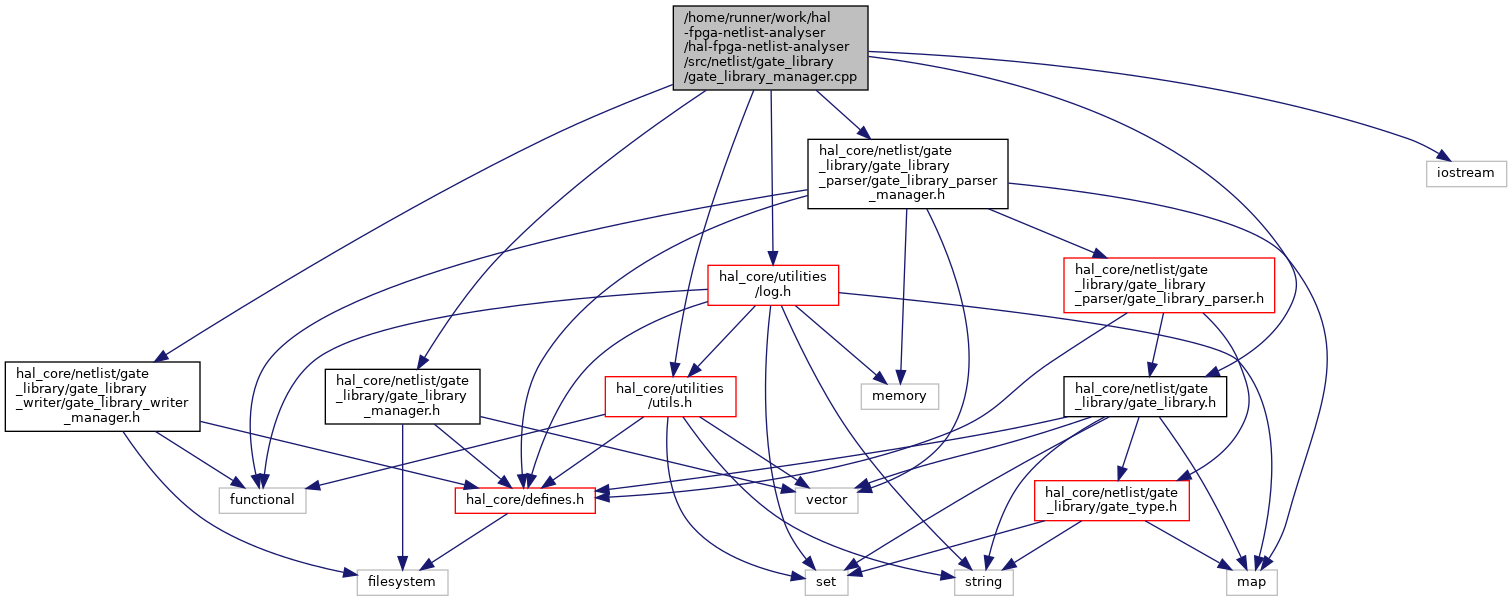 /home/runner/work/hal
-fpga-netlist-analyser
/hal-fpga-netlist-analyser
/src/netlist/gate_library
/gate_library_manager.cpp
hal_core/netlist/gate
_library/gate_library
_parser/gate_library_parser
_manager.h
iostream
hal_core/utilities
/log.h
hal_core/netlist/gate
_library/gate_library
_parser/gate_library_parser.h
hal_core/netlist/gate
_library/gate_library
_writer/gate_library_writer
_manager.h
hal_core/netlist/gate
_library/gate_library
_manager.h
hal_core/utilities
/utils.h
memory
hal_core/netlist/gate
_library/gate_library.h
functional
hal_core/defines.h
vector
hal_core/netlist/gate
_library/gate_type.h
filesystem
set
string
map